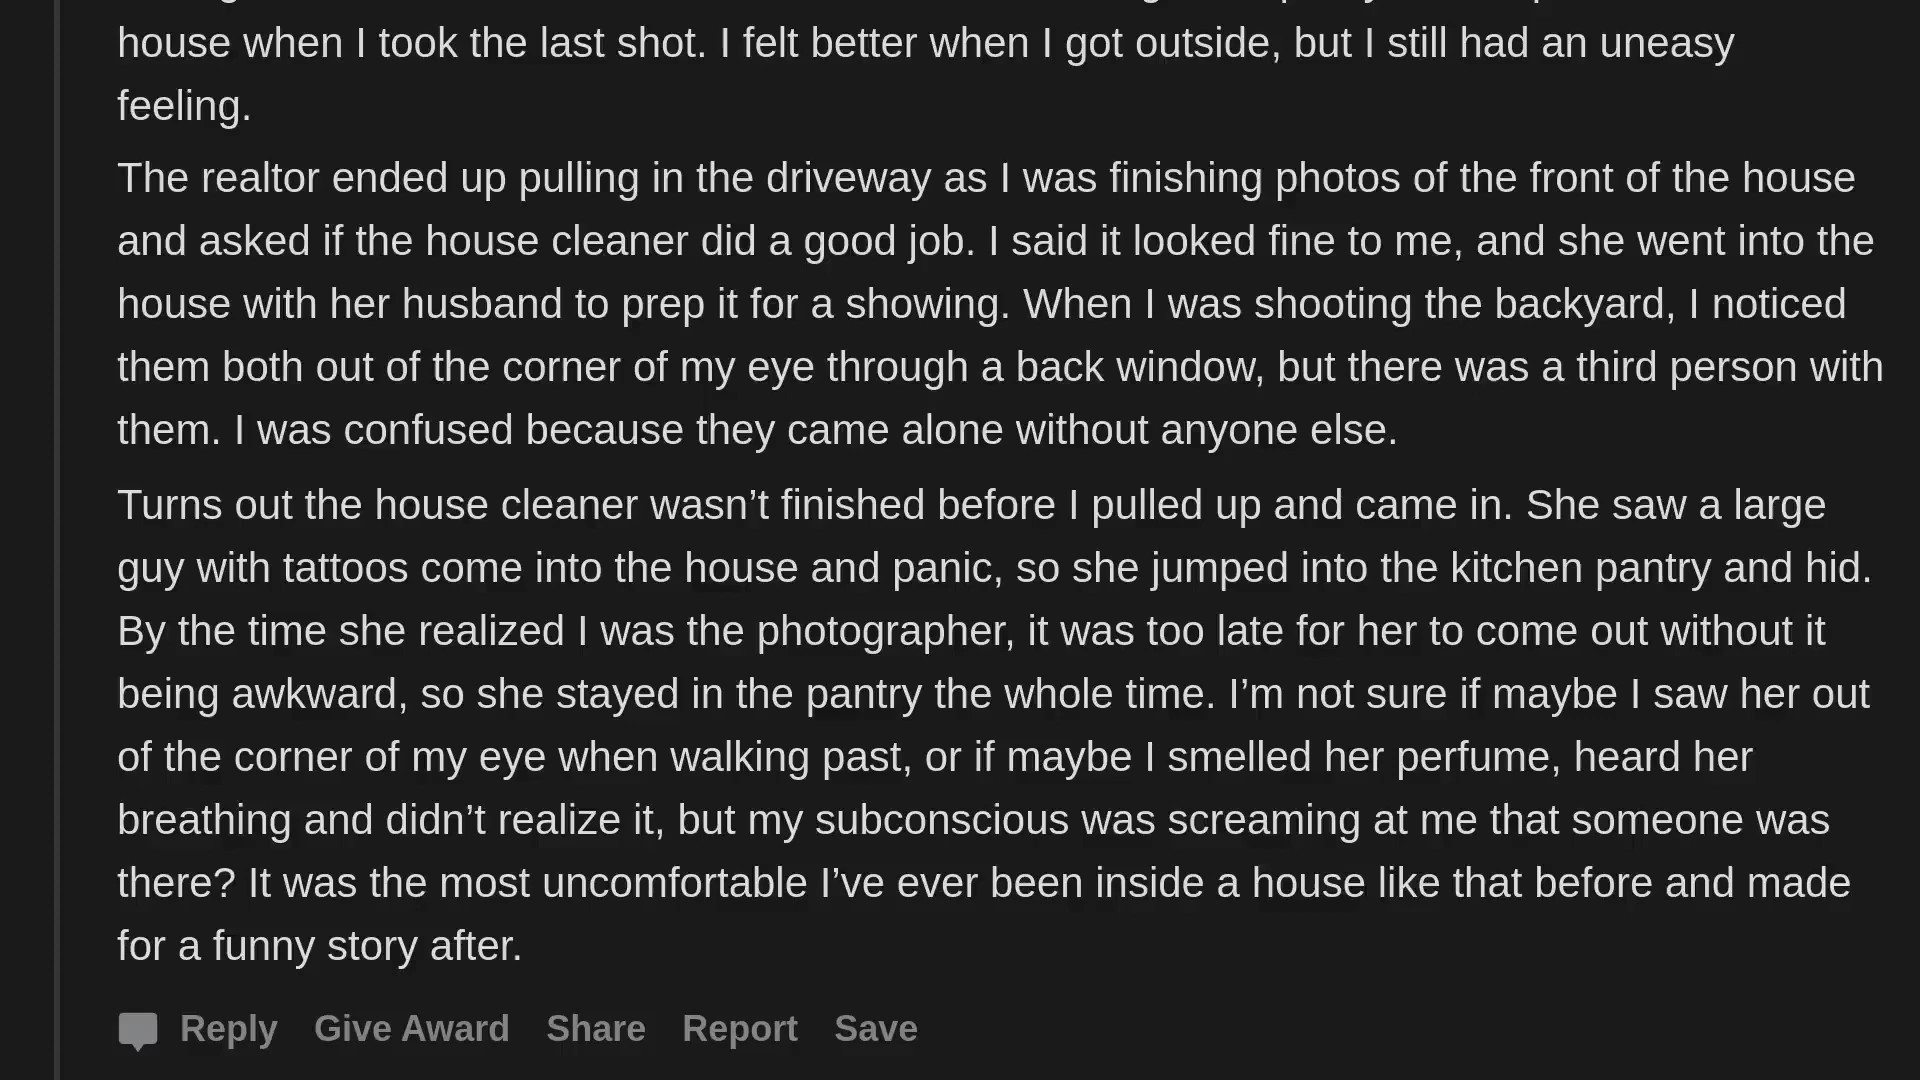 house when I took the last shot. I felt better when I got outside, but I still had an uneasy
feeling.
The realtor ended up pulling in the driveway as I was finishing photos of the front of the house
and asked if the house cleaner did a good job. I said it looked fine to me, and she went into the
house with her husband to prep it for a showing. When I was shooting the backyard, I noticed
them both out of the corner of my eye through a back window, but there was a third person with
them. I was confused because they came alone without anyone else.
Turns out the house cleaner wasn’t finished before I pulled up and came in. She saw a large
guy with tattoos come into the house and panic, so she jumped into the kitchen pantry and hid.
By the time she realized I was the photographer, it was too late for her to come out without it
being awkward, so she stayed in the pantry the whole time. I’m not sure if maybe I saw her out
of the corner of my eye when walking past, or if maybe I smelled her perfume, heard her
breathing and didn’t realize it, but my subconscious was screaming at me that someone was
there? It was the most uncomfortable I’ve ever been inside a house like that before and made
for a funny story after.
Reply Give Award Share Report Save